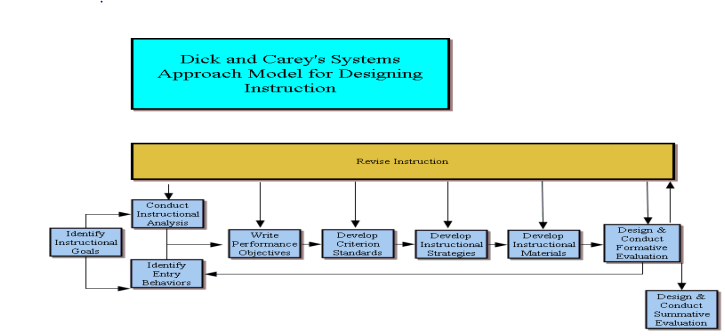 Dick and Carey's Systems
Approach Model for Designing
Instruction
Revise Instruction
Conduct
Instructional
Analysis
Identify
Instructional
Goals
Write
Performance
Objectives
Develop
Criterion
Standards
Develop
Instructional
Strategies
Develop
Instructional
Materials
Design &
Conduct
Formative
Evaluation
Identify
Entry
Behaviors
Design &
Conduct
Summative
Evaluation